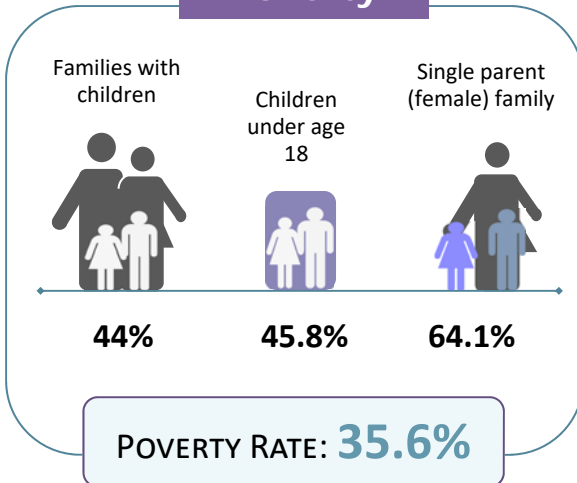 Families with
children
Children
under age
18
Single parent
(female) family
44%
45.8%
64.1%
POVERTY RATE: 35.6%